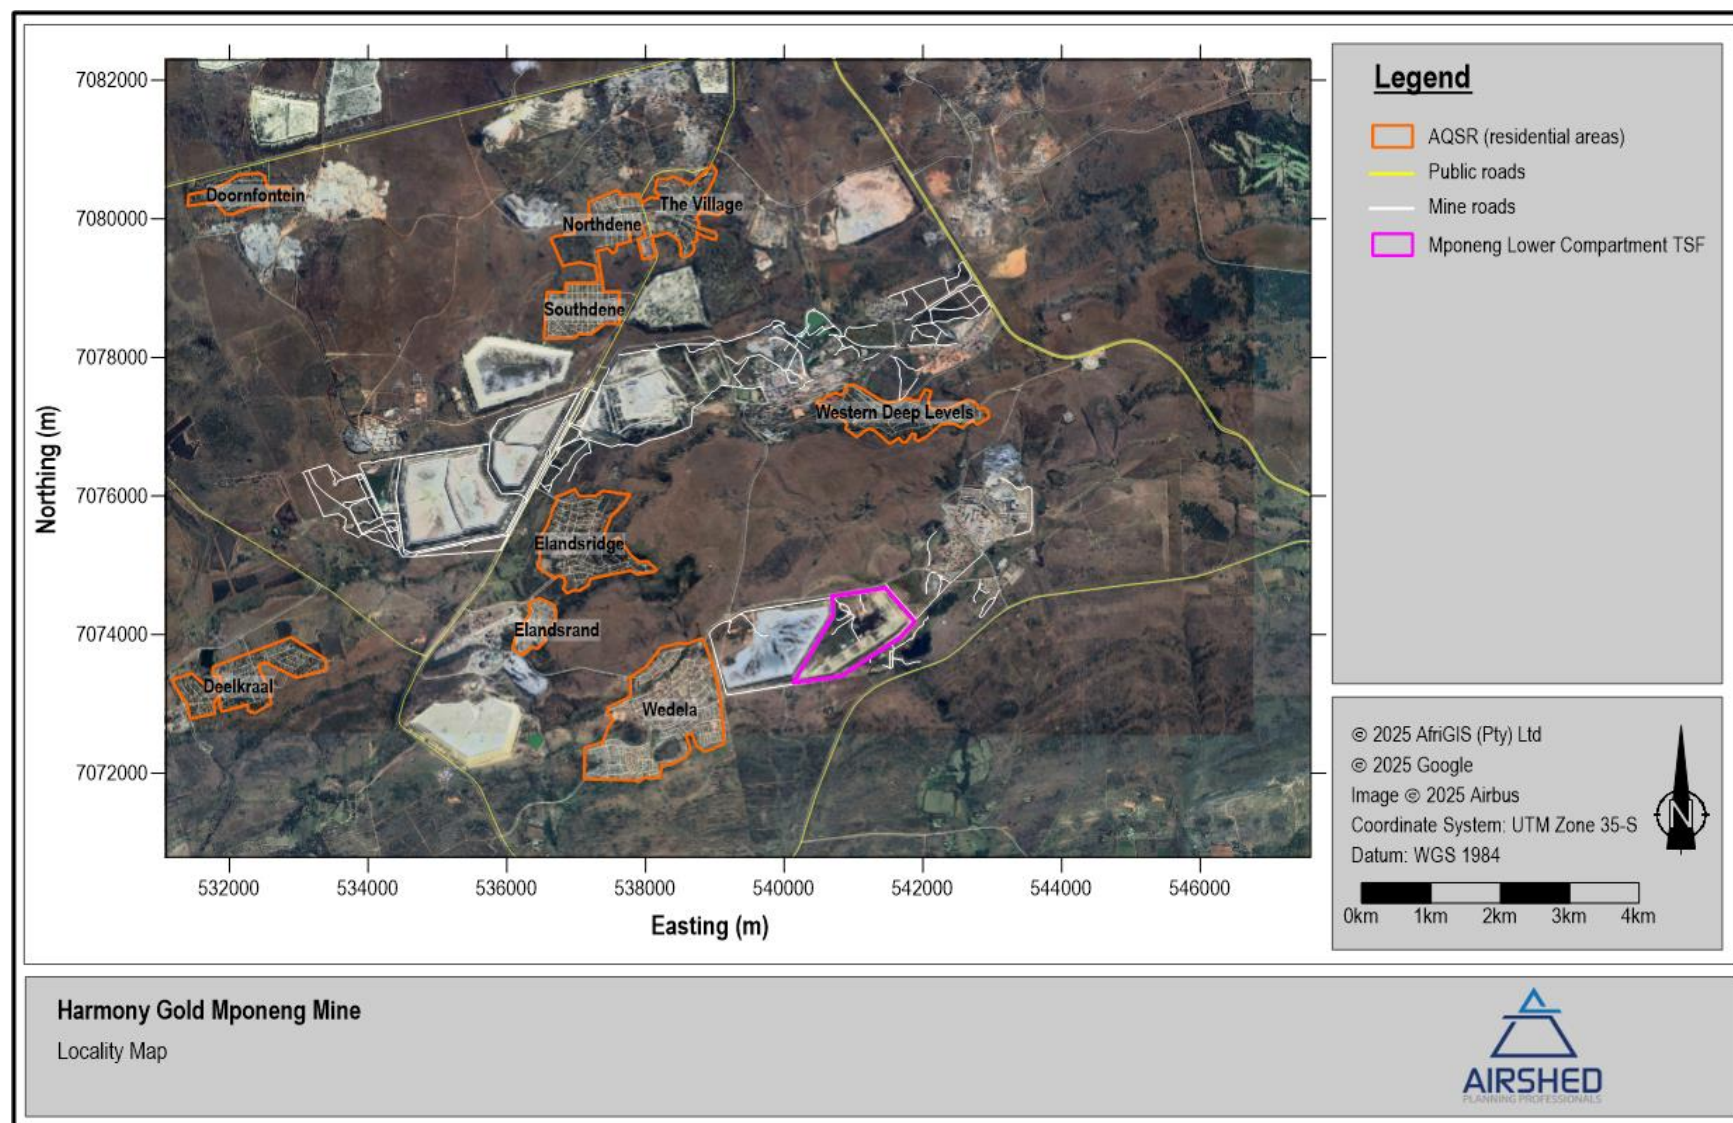 7082000
7080000
7078000
7076000
7074000
7072000
Northing (m)
532000
534000
536000
538000
540000
542000
544000
546000
Easting (m)
Doornfontein
The Village
Northdene
Southdene
Western Deep Levels
Elandsridge
Elandsrand
Deelkraal
Wedela
Legend
AQSR (residential areas)
Public roads
Mine roads
Mponeng Lower Compartment TSF
© 2025 AfriGIS (Pty) Ltd
© 2025 Google
Image © 2025 Airbus
Coordinate System: UTM Zone 35-S
Datum: WGS 1984
N
0km 1km 2km 3km 4km
Harmony Gold Mponeng Mine
Locality Map
AIRSHED
PLANNING PROFESSIONALS